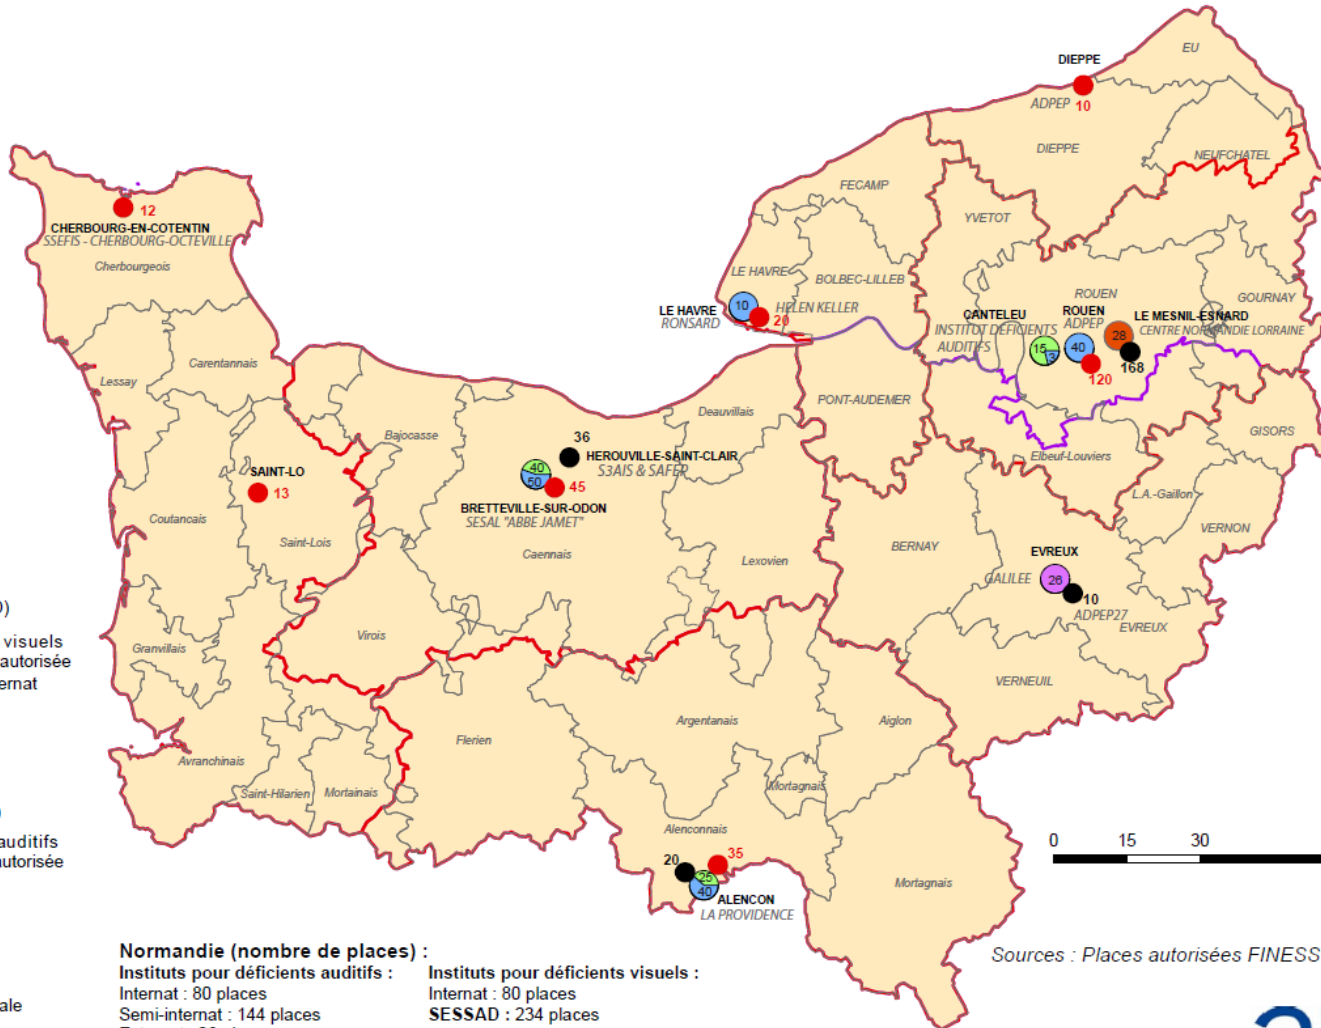 EU
DIEPPE
ADPEP 10
DIEPPE
NEUFCHATEL
FECAMP
YVETOT
12
CHERBOURG-EN-COTENTIN
SSEFIS - CHERBOURG-OCTEVILLE
Cherbourgeois
LE HAVRE
BOLBEC-LILLEB
ROUEN
GOURNAY
10
HELEN KELLER
LE HAVRE
RONSARD
20
CANTELEU
INSTITUT DEFICIENTS
AUDITIFS
15
3
ROUEN
ADPEP
40
120
LE MESNIL-ESNARD
CENTRE NORMANDIE LORRAINE
28
168
Carentannais
Lessay
PONT-AUDEMER
Deauvillais
Bajocasse
GISORS
36
HEROUVILLE-SAINT-CLAIR
S3AIS & SAFEP
40
50
45
BRETTEVILLE-SUR-ODON
SESAL "ABBE JAMET"
Caennais
Elbeuf-Louviers
SAINT-LO
13
L.A.-Gaillon
Coutancais
Saint-Lois
VERNON
BERNAY
Lexovien
EVREUX
GALILEE
26
10
ADPEP27
EVREUX
Virois
Granvillais
VERNEUIL
Argentanais
Aiglon
Flerien
Avranchinais
Saint-Hilarien
Mortainais
Mortagnais
Alenconnais
20
35
25
40
ALENCON
LA PROVIDENCE
Mortagnais
0 15 30
)
visuels
autorisée
ernat
)
auditifs
autorisée
ale
Normandie (nombre de places) :
Instituts pour déficients auditifs :
Internat : 80 places
Semi-internat : 144 places
Instituts pour déficients visuels :
Internat : 80 places
SESSAD : 234 places
Sources : Places autorisées FINESS